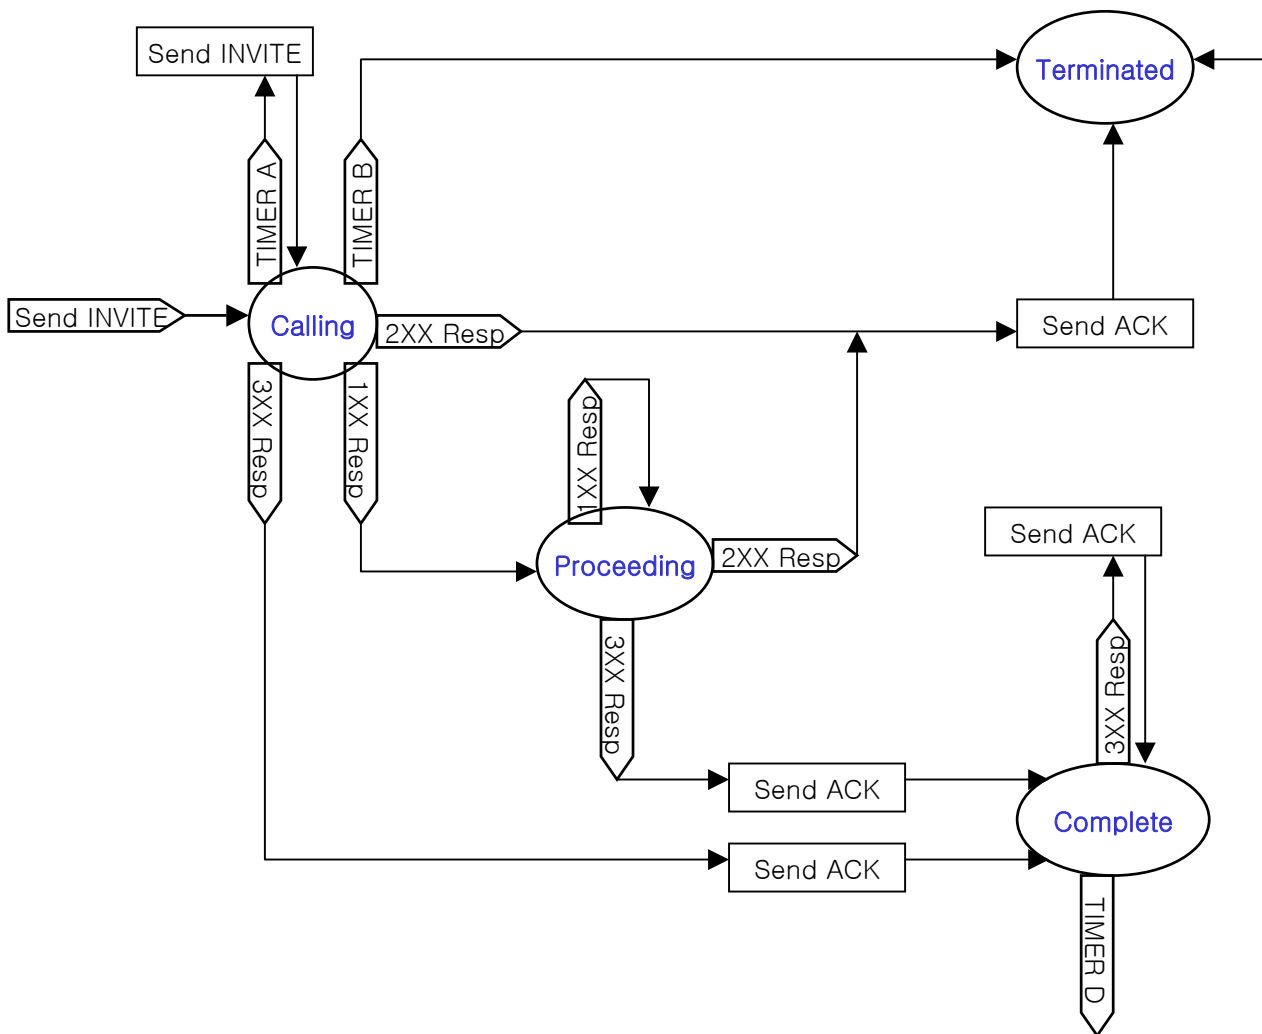 Send INVITE
Terminated
TIMER A
TIMER B
Send INVITE
Calling
2XX Resp
Send ACK
3XX Resp
1XX Resp
1XX Resp
Send ACK
Proceeding
2XX Resp
3XX Resp
3XX Resp
Send ACK
Complete
Send ACK
TIMER D